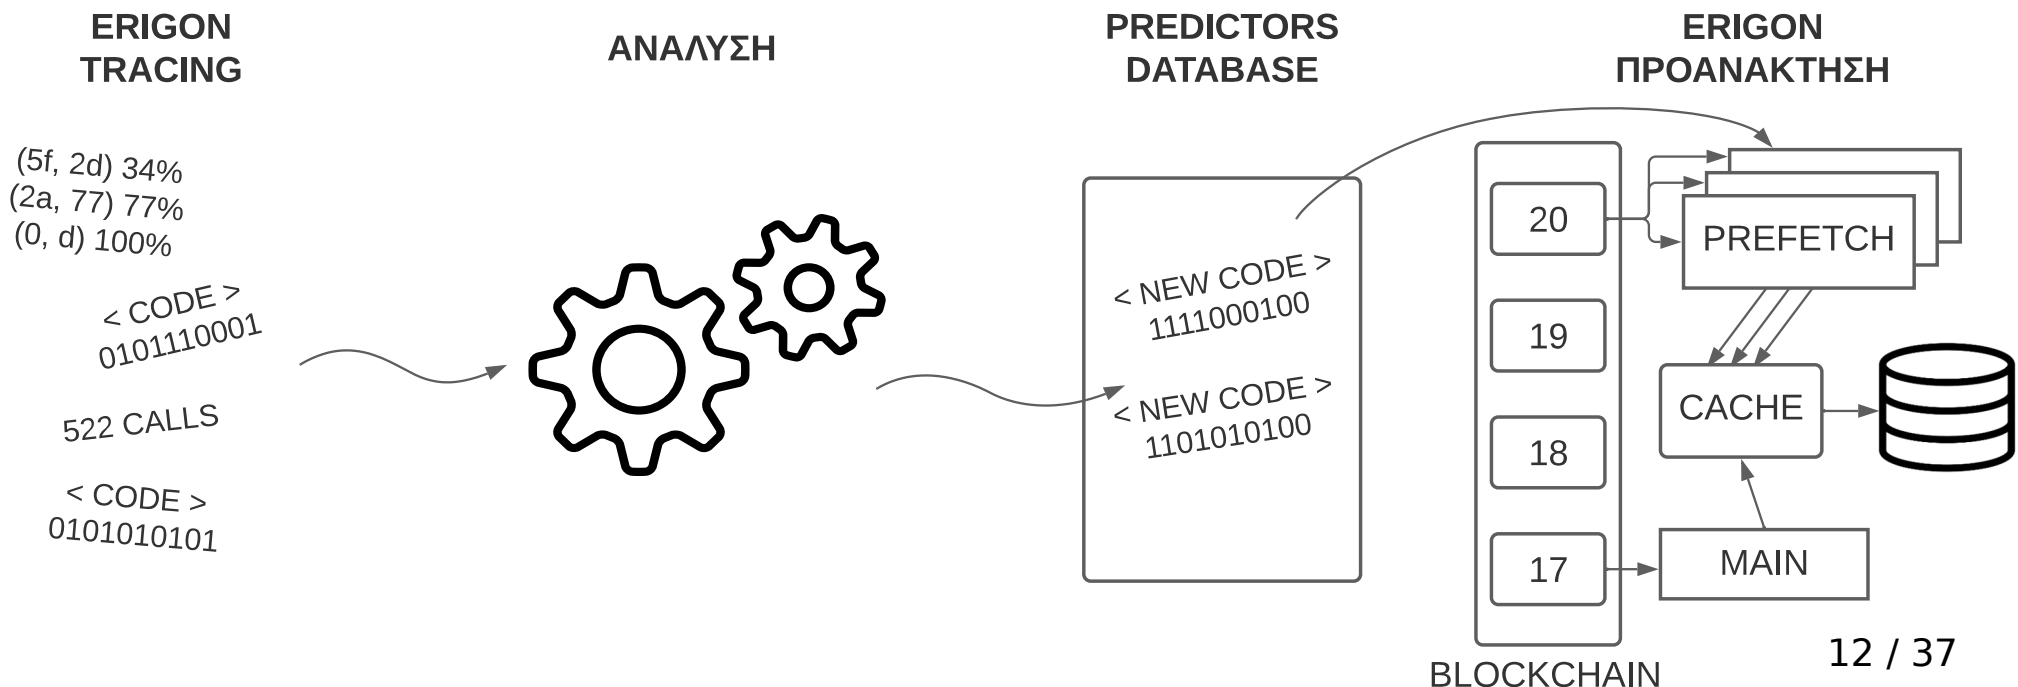 ERIGON
TRACING
(5f, 2d) 34%
(2a, 77) 77%
(0, d) 100%
< CODE >
0101110001
522 CALLS
< CODE >
0101010101
ΑΝΑΛΥΣΗ
PREDICTORS
DATABASE
< NEW CODE >
1111000100
< NEW CODE >
1101010100
ERIGON
ΠΡΟΑΝΑΚΤΗΣΗ
20
19
18
17
BLOCKCHAIN
PREFETCH
CACHE
MAIN
12 / 37